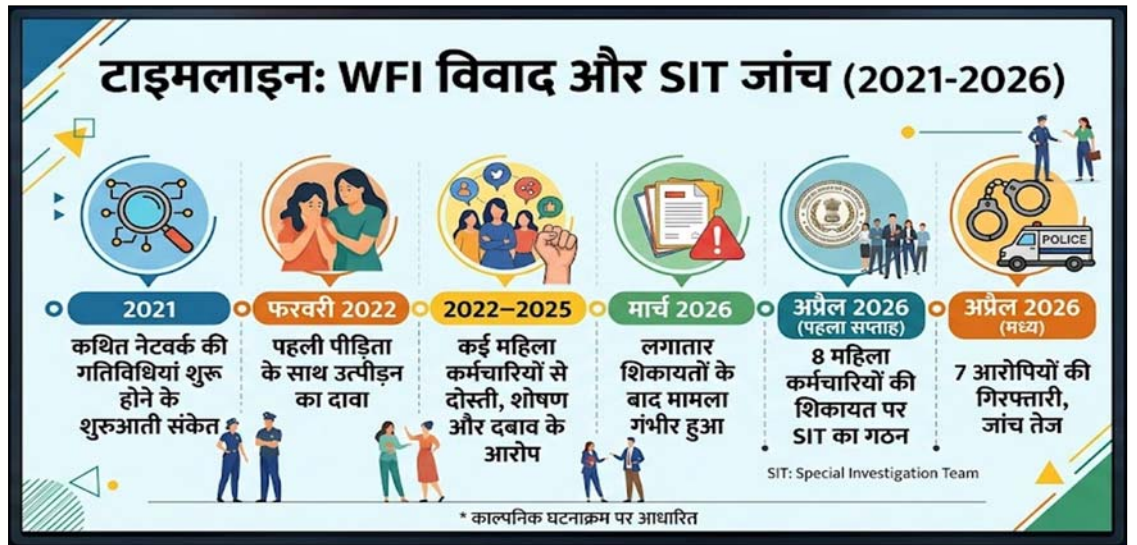 टाइमलाइन: WFI विवाद और SIT जांच (2021-2026)
2021
कथित नेटवर्क की
गतिविधियां शुरू
होने के
शुरुआती संकेत
फरवरी 2022
पहली पीड़िता
के साथ उत्पीड़न
का दावा
2022–2025
कई महिला
कर्मचारियों से
दोस्ती, शोषण
और दबाव के
आरोप
मार्च 2026
लगातार
शिकायतों के
बाद मामला
गंभीर हुआ
अप्रैल 2026
(पहला सप्ताह)
8 महिला
कर्मचारियों की
शिकायत पर
SIT का गठन
POLICE
अप्रैल 2026
(मध्य)
7 आरोपियों की
गिरफ्तारी,
जांच तेज
SIT: Special Investigation Team
* काल्पनिक घटनाक्रम पर आधारित